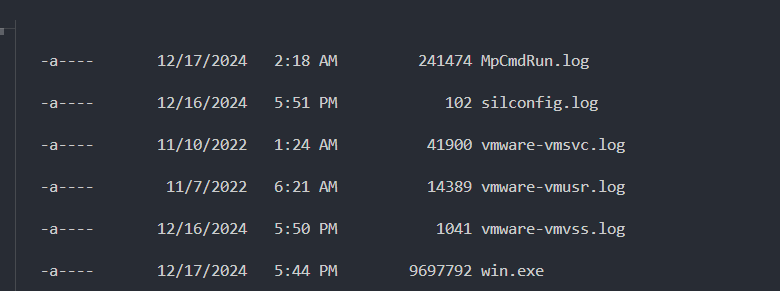 -a---- 12/17/2024 2:18 AM 241474 MpCmdRun.log
-a---- 12/16/2024 5:51 PM 102 silconfig.log
-a---- 11/10/2022 1:24 AM 41900 vmware-vmsvc.log
-a---- 11/7/2022 6:21 AM 14389 vmware-vmusr.log
-a---- 12/16/2024 5:50 PM 1041 vmware-vmvss.log
-a---- 12/17/2024 5:44 PM 9697792 win.exe